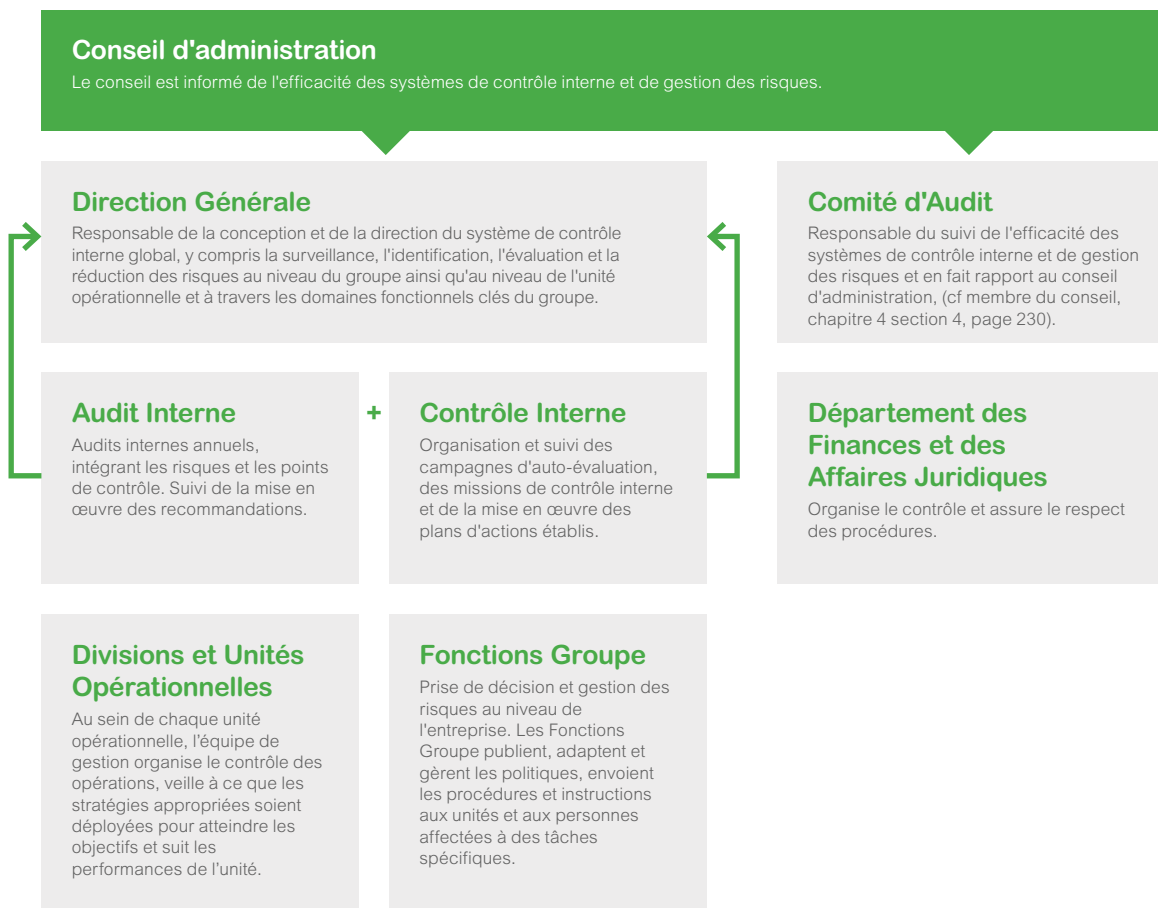 Conseil d'administration
Le conseil est informé de l'efficacité des systèmes de contrôle interne et de gestion des risques.
Direction Générale
Responsable de la conception et de la direction du système de contrôle
interne global, y compris la surveillance, l'identification, l'évaluation et la
réduction des risques au niveau du groupe ainsi qu'au niveau de l'unité
opérationnelle et à travers les domaines fonctionnels clés du groupe.
Comité d'Audit
Responsable du suivi de l'efficacité des
systèmes de contrôle interne et de gestion
des risques et en fait rapport au conseil
d'administration, (cf membre du conseil,
chapitre 4 section 4, page 230).
Audit Interne
Audits internes annuels,
intégrant les risques et les points
de contrôle. Suivi de la mise en
œuvre des recommandations.
+
Contrôle Interne
Organisation et suivi des
campagnes d'auto-évaluation,
des missions de contrôle interne
et de la mise en œuvre des
plans d'actions établis.
Département des
Finances et des
Affaires Juridiques
Organise le contrôle et assure le respect
des procédures.
Divisions et Unités
Opérationnelles
Au sein de chaque unité
opérationnelle, l’équipe de
gestion organise le contrôle des
opérations, veille à ce que les
stratégies appropriées soient
déployées pour atteindre les
objectifs et suit les
performances de l’unité.
Fonctions Groupe
Prise de décision et gestion des
risques au niveau de
l'entreprise. Les Fonctions
Groupe publient, adaptent et
gèrent les politiques, envoient
les procédures et instructions
aux unités et aux personnes
affectées à des tâches
spécifiques.